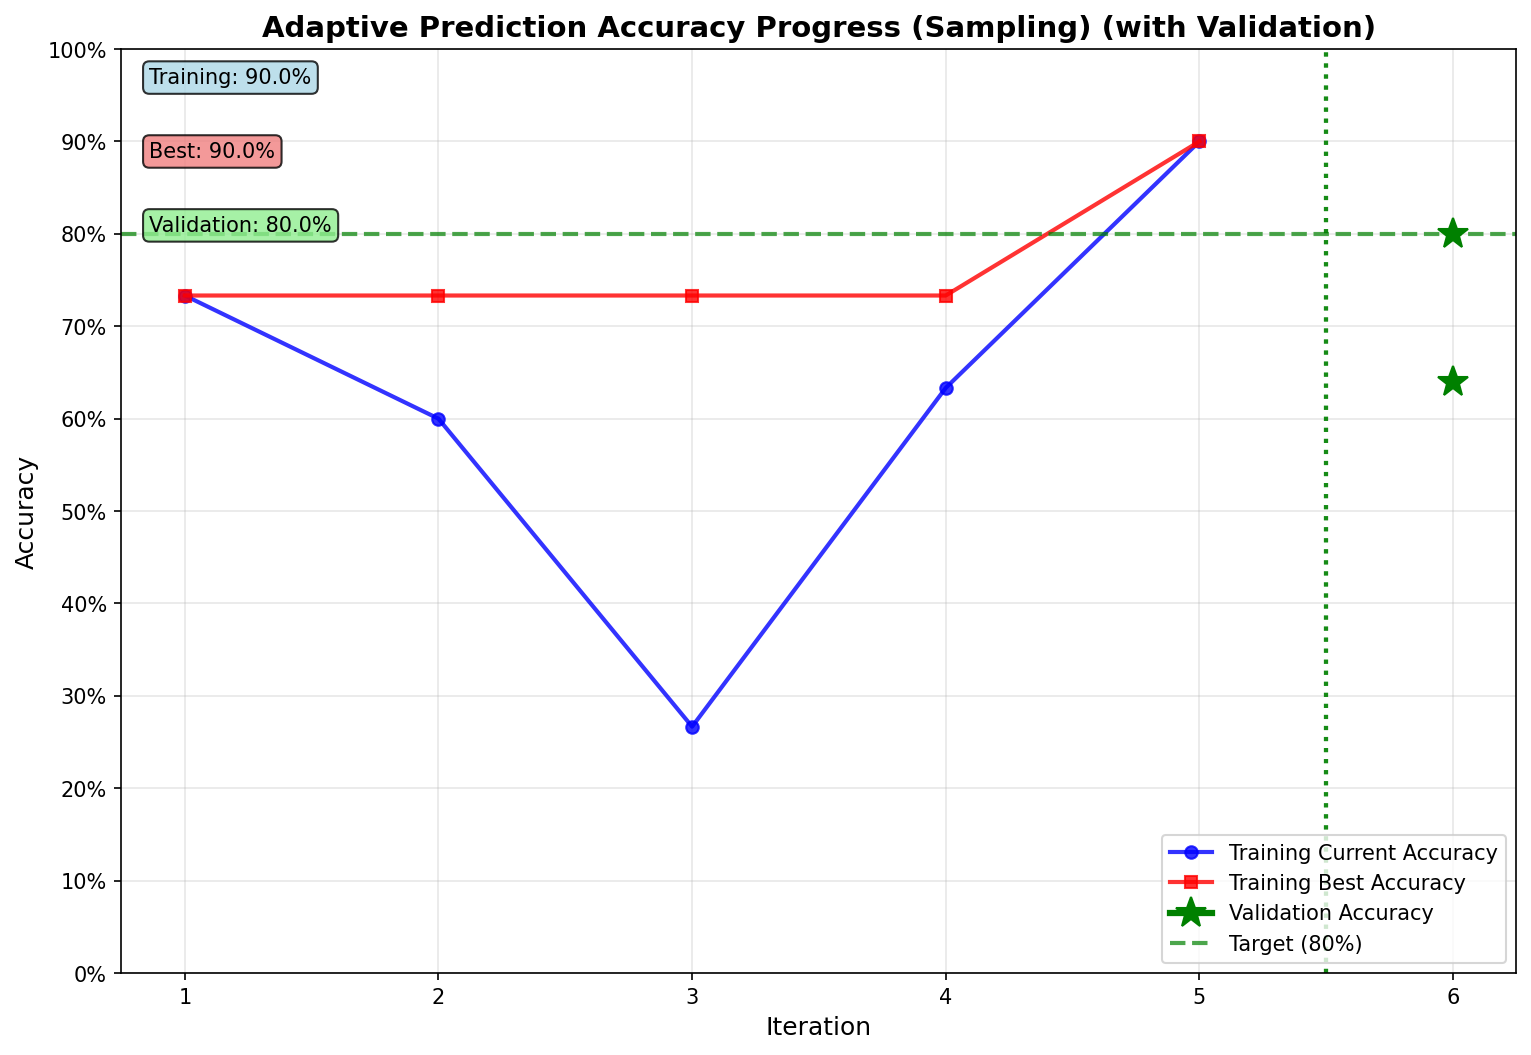 Adaptive Prediction Accuracy Progress (Sampling) (with Validation)
100%
90%
80%
70%
60%
50%
40%
30%
20%
10%
0%
Accuracy
Training: 90.0%
Best: 90.0%
Validation: 80.0%
Training Current Accuracy
Training Best Accuracy
Validation Accuracy
Target (80%)
1 2 3 4 5 6
Iteration